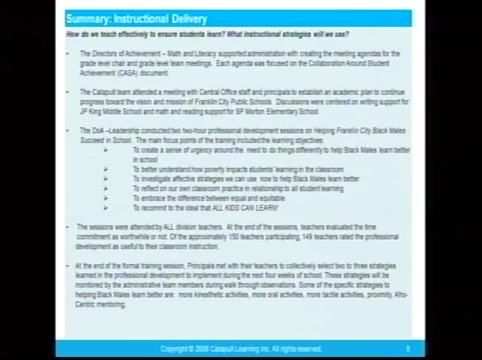 Summary: Instructional Delivery
How do we teach effectively to ensure students learn? What instructional strategies will we use?
• The Directors of Achievement – Math and Literacy supported administration with creating the meeting agendas for the
grade level chair and grade level team meetings. Each agenda was focused on the Collaboration Around Student
Achievement (CASA) document.
• The Catapult team attended a meeting with Central Office staff and principals to establish an academic plan to continue
progress toward the vision and mission of Franklin City Public Schools. Discussions were centered on writing support for
JP King Middle School and math and reading support for SP Morton Elementary School.
• The DoA –Leadership conducted two two-hour professional development sessions on Helping Franklin City Black Males
Succeed in School. The main focus points of the training included the learning objectives:
➢ To create a sense of urgency around the need to do things differently to help Black Males learn better
in school
➢ To better understand how poverty impacts students' learning in the classroom
➢ To investigate affective strategies we can use now to help Black Males learn better
➢ To reflect on our own classroom practice in relationship to all student learning
➢ To embrace the difference between equal and equitable
➢ To recommit to the ideal that ALL KIDS CAN LEARN!
• The sessions were attended by ALL division teachers. At the end of the sessions, teachers evaluated the time
commitment as worthwhile or not. Of the approximately 150 teachers participating, 149 teachers rated the professional
development as useful to their classroom instruction.
• At the end of the formal training session, Principals met with their teachers to collectively select two to three strategies
learned in the professional development to implement during the next four weeks of school. These strategies will be
monitored by the administrative team members during walk through observations. Some of the specific strategies to
helping Black Males learn better are: more kinesthetic activities, more oral activities, more tactile activities, proximity, Afro-
Centric mentoring.
Copyright © 2009 Catapult Learning Inc. All rights reserved.